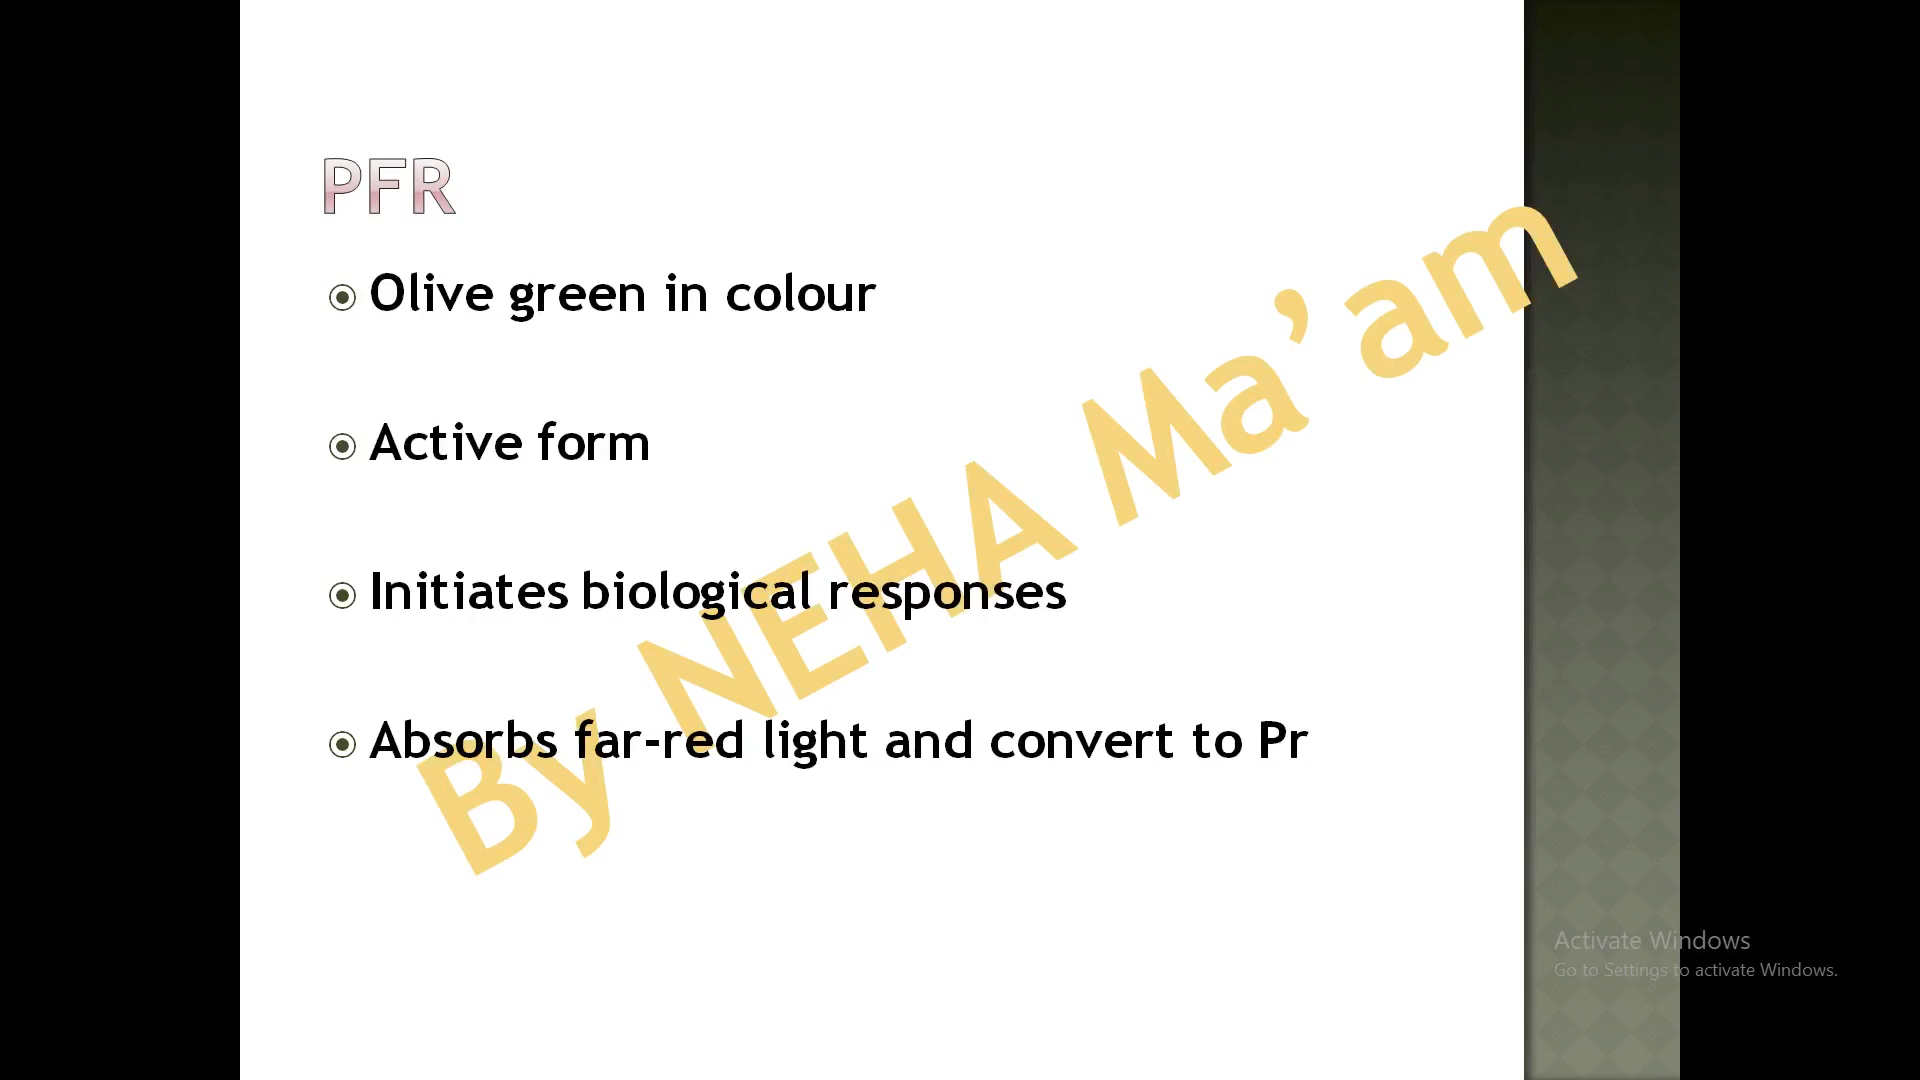 PFR
Olive green in colour
Active form
Initiates biological responses
Absorbs far-red light and convert to Pr
By NEHA Ma’am
Activate Windows
Go to Settings to activate Windows.